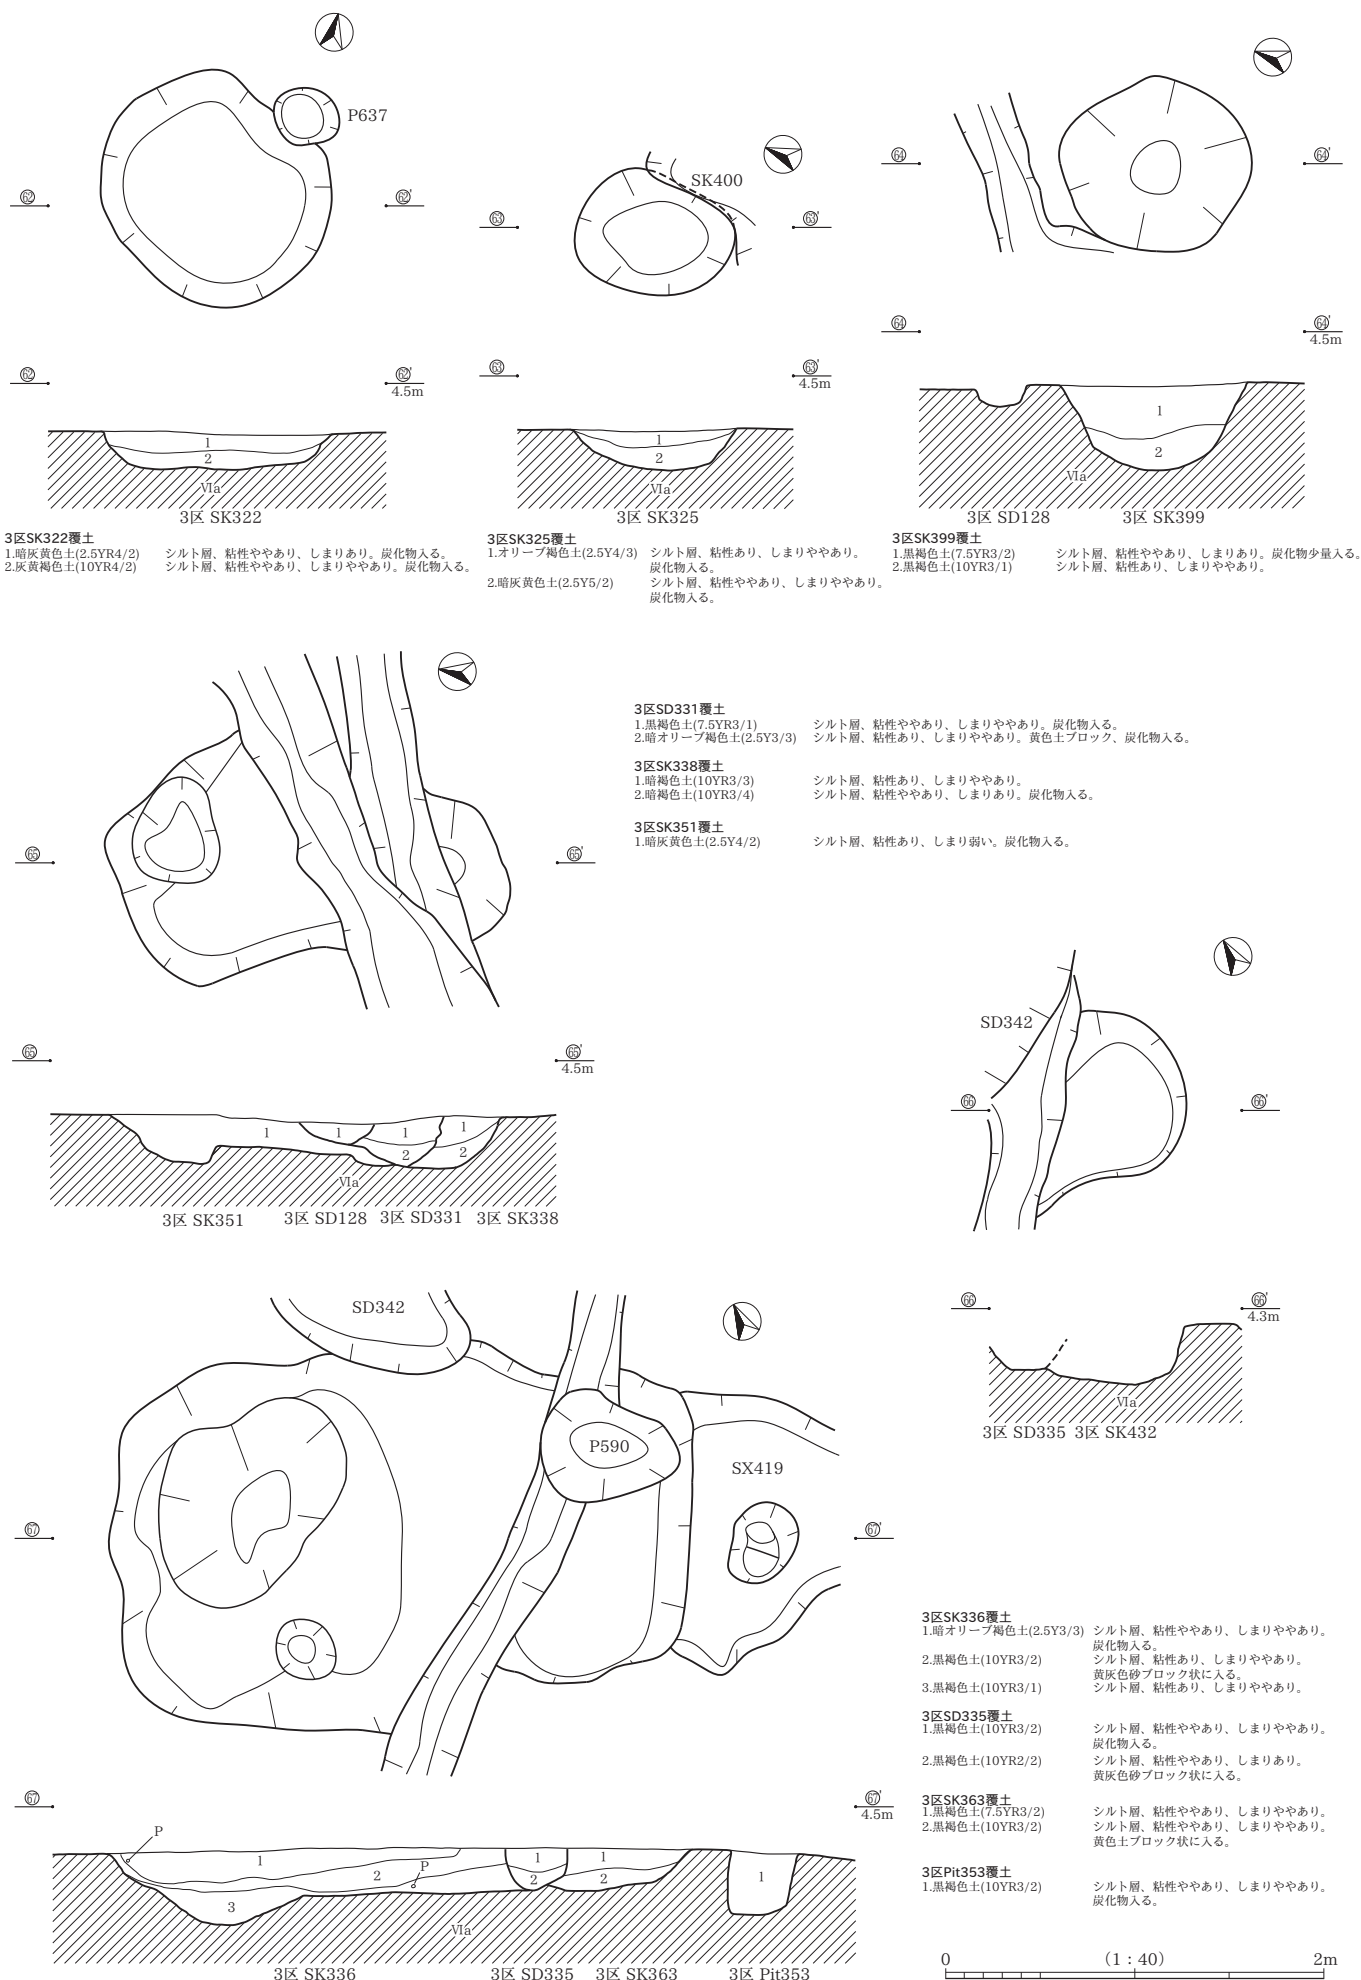 P637
㉒ ㉒'
SK400
㉓ ㉓'
㉔ ㉔'
㉒ ㉒'
4.5m
1
2
Ⅵa
3区 SK322
3区SK322覆土
1.暗灰黄色土(2.5YR4/2) シルト層、粘性ややあり、しまりあり。炭化物入る。
2.灰黄褐色土(10YR4/2) シルト層、粘性ややあり、しまりややあり。炭化物入る。
4.5m
1
2
Ⅵa
3区 SK325
3区SK325覆土
1.オリーブ褐色土(2.5Y4/3) シルト層、粘性あり、しまりややあり。
炭化物入る。
2.暗灰黄色土(2.5Y5/2) シルト層、粘性ややあり、しまりややあり。
炭化物入る。
4.5m
1
2
Ⅵa
3区 SD128 3区 SK399
3区SK399覆土
1.黒褐色土(7.5YR3/2) シルト層、粘性ややあり、しまりあり。炭化物少量入る。
2.黒褐色土(10YR3/1) シルト層、粘性あり、しまりややあり。
3区SD331覆土
1.黒褐色土(7.5YR3/1) シルト層、粘性ややあり、しまりややあり。炭化物入る。
2.暗オリーブ褐色土(2.5Y3/3) シルト層、粘性あり、しまりややあり。黄色土ブロック、炭化物入る。
3区SK338覆土
1.暗褐色土(10YR3/3) シルト層、粘性あり、しまりややあり。
2.暗褐色土(10YR3/4) シルト層、粘性ややあり、しまりあり。炭化物入る。
3区SK351覆土
1.暗灰黄色土(2.5Y4/2) シルト層、粘性あり、しまり弱い。炭化物入る。
4.5m
1 1 1 1
2 2
Ⅵa
3区 SK351 3区 SD128 3区 SD331 3区 SK338
SD342
4.3m
Ⅵa
3区 SD335 3区 SK432
SD342
P590
SX419
4.5m
P
1 1 1
2 P 2 2 1
3
Ⅵa
3区 SK336 3区 SD335 3区 SK363 3区 Pit353
3区SK336覆土
1.暗オリーブ褐色土(2.5Y3/3) シルト層、粘性ややあり、しまりややあり。
炭化物入る。
2.黒褐色土(10YR3/2) シルト層、粘性あり、しまりややあり。
黄灰色砂ブロック状に入る。
3.黒褐色土(10YR3/1) シルト層、粘性あり、しまりややあり。
3区SD335覆土
1.黒褐色土(10YR3/2) シルト層、粘性ややあり、しまりややあり。
炭化物入る。
2.黒褐色土(10YR2/2) シルト層、粘性ややあり、しまりあり。
黄灰色砂ブロック状に入る。
3区SK363覆土
1.黒褐色土(7.5YR3/2) シルト層、粘性ややあり、しまりややあり。
2.黒褐色土(10YR3/2) シルト層、粘性ややあり、しまりややあり。
黄色土ブロック状に入る。
3区Pit353覆土
1.黒褐色土(10YR3/2) シルト層、粘性ややあり、しまりややあり。
炭化物入る。
0 (1：40) 2m